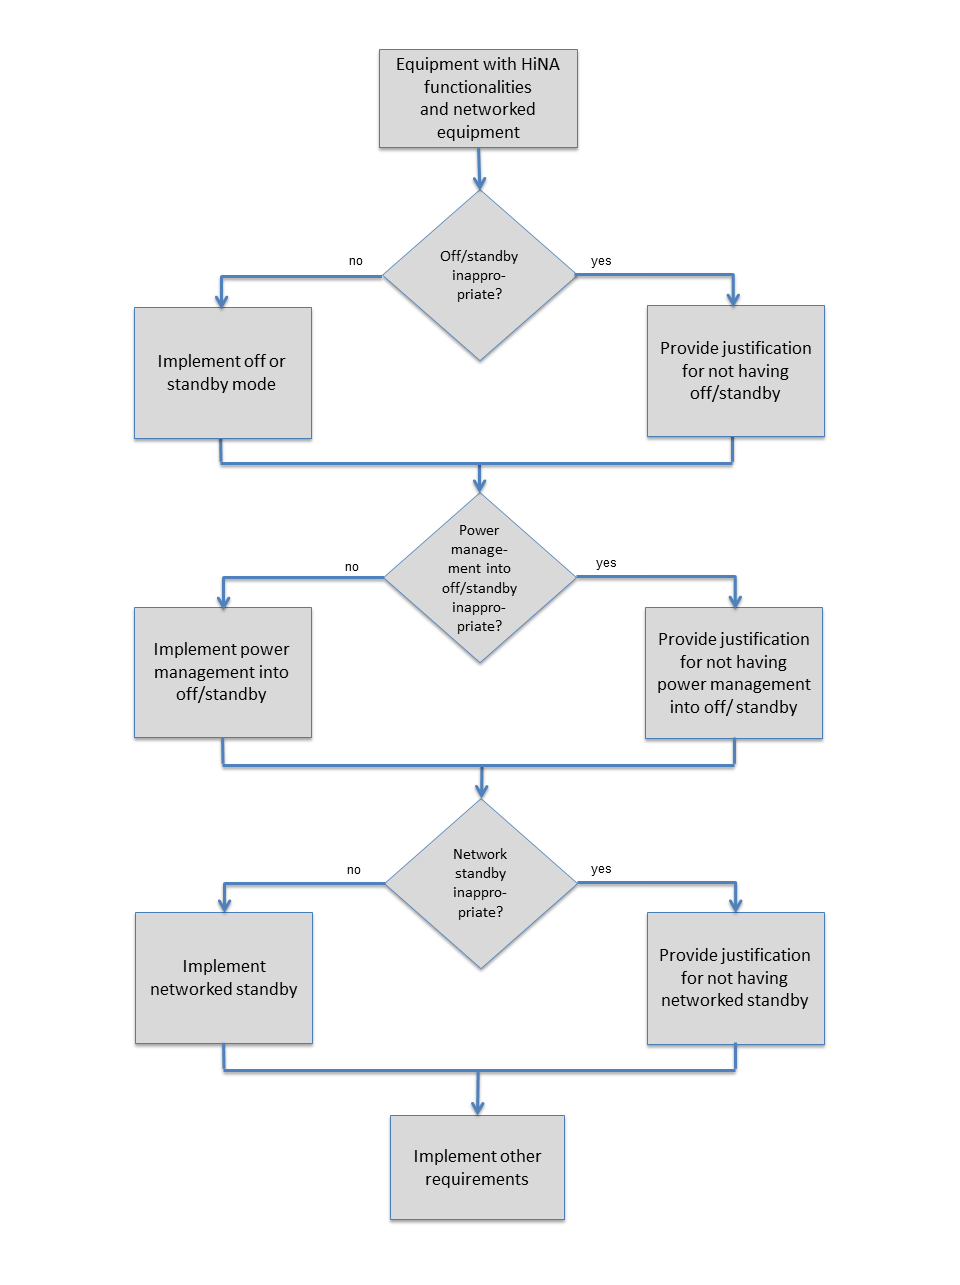 Equipment with HiNA
functionalities
and networked
equipment
Off/standby
inappro-
priate?
no
yes
Implement off or
standby mode
Provide justification
for not having
off/standby
Power
manage-
ment into
off/standby
inappro-
priate?
no
yes
Implement power
management into
off/standby
Provide justification
for not having
power management
into off/ standby
Network
standby
inappro-
priate?
no
yes
Implement
networked standby
Provide justification
for not having
networked standby
Implement other
requirements